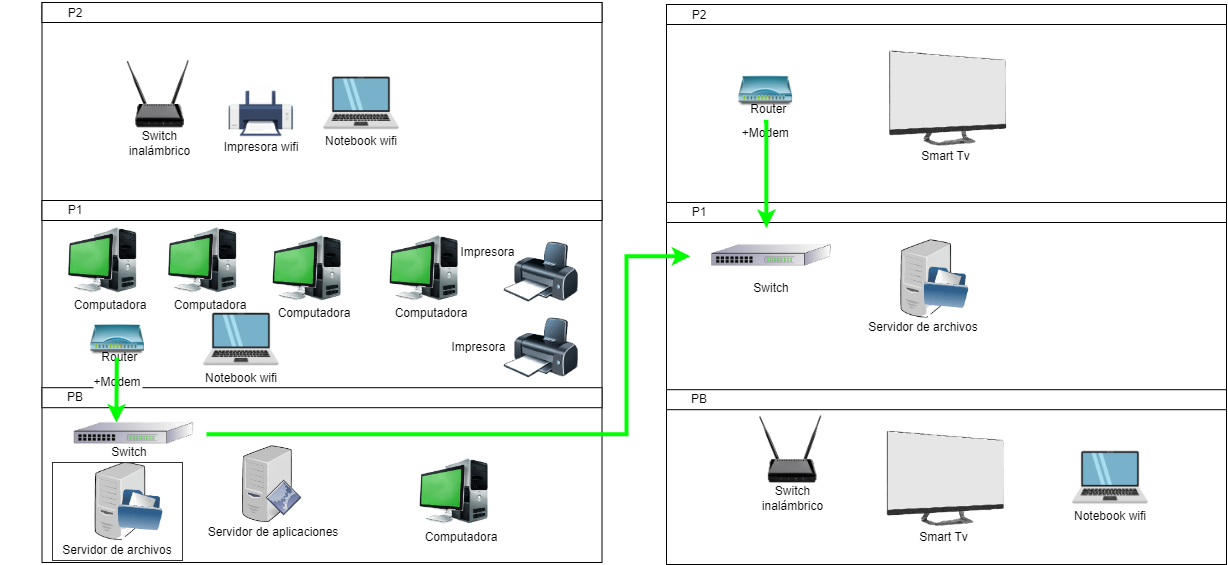 P2
Switch
inalámbrico
Impresora wifi
Notebook wifi
P1
Computadora
Computadora
Computadora
Computadora
Impresora
Impresora
Router
+Modem
Notebook wifi
PB
Switch
Servidor de archivos
Servidor de aplicaciones
Computadora
P2
Router
+Modem
Smart Tv
P1
Switch
Servidor de archivos
PB
Switch
inalámbrico
Smart Tv
Notebook wifi